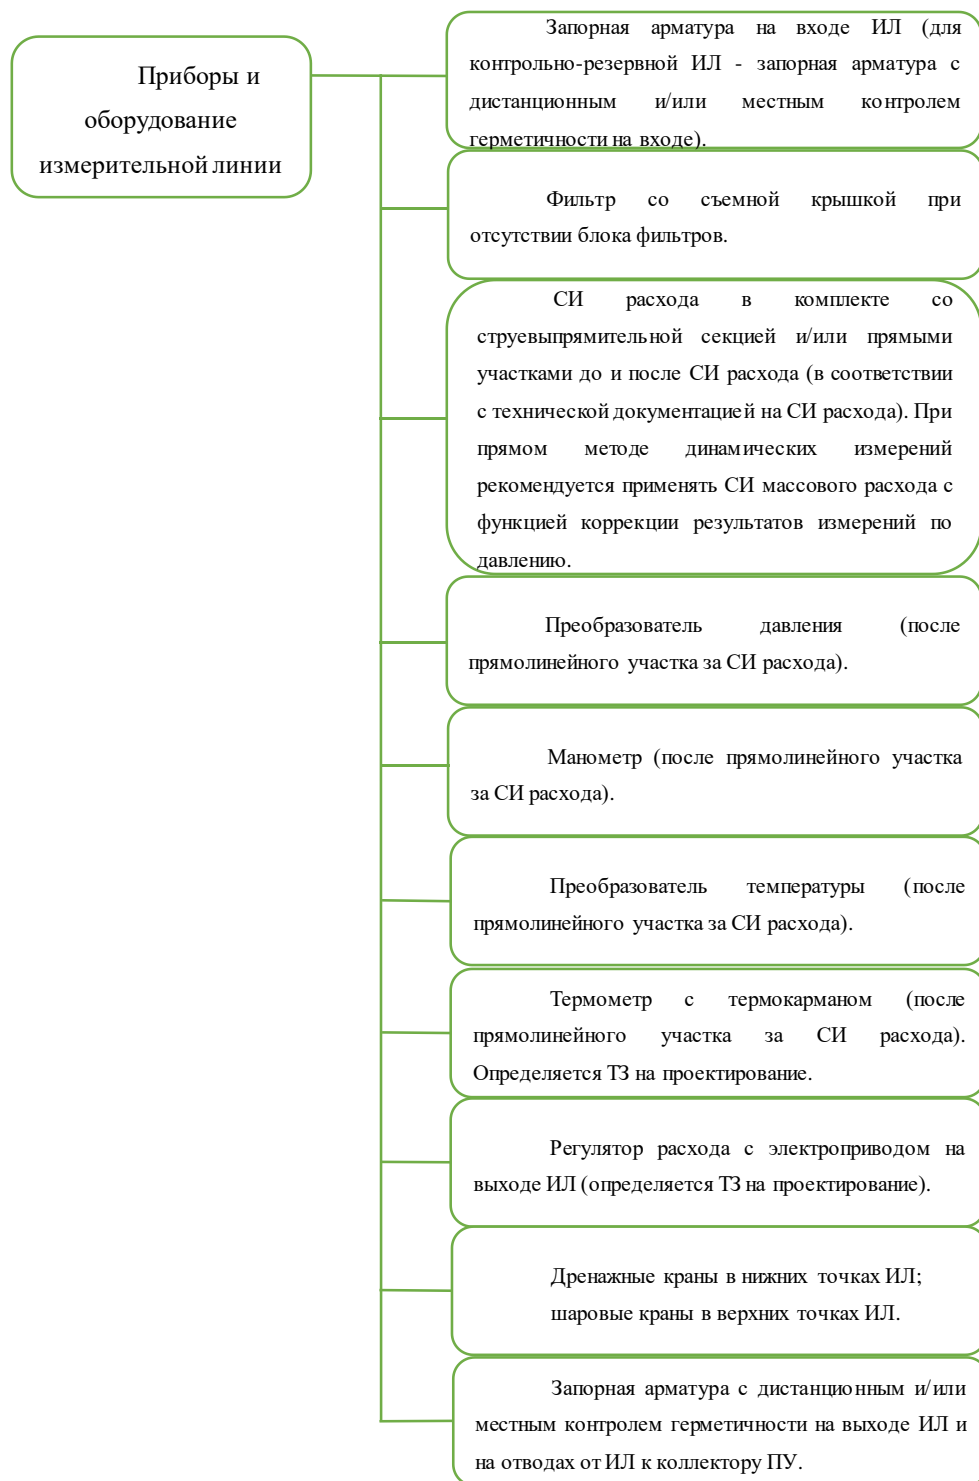 Приборы и
оборудование
измерительной линии
Запорная арматура на входе ИЛ (для
контрольно-резервной ИЛ - запорная арматура с
дистанционным и/или местным контролем
герметичности на входе).
Фильтр со съемной крышкой при
отсутствии блока фильтров.
СИ расхода в комплекте со
струевыпрямительной секцией и/или прямыми
участками до и после СИ расхода (в соответствии
с технической документацией на СИ расхода). При
прямом методе динамических измерений
рекомендуется применять СИ массового расхода с
функцией коррекции результатов измерений по
давлению.
Преобразователь давления (после
прямолинейного участка за СИ расхода).
Манометр (после прямолинейного участка
за СИ расхода).
Преобразователь температуры (после
прямолинейного участка за СИ расхода).
Термометр с термокарманом (после
прямолинейного участка за СИ расхода).
Определяется ТЗ на проектирование.
Регулятор расхода с электроприводом на
выходе ИЛ (определяется ТЗ на проектирование).
Дренажные краны в нижних точках ИЛ;
шаровые краны в верхних точках ИЛ.
Запорная арматура с дистанционным и/или
местным контролем герметичности на выходе ИЛ и
на отводах от ИЛ к коллектору ПУ.